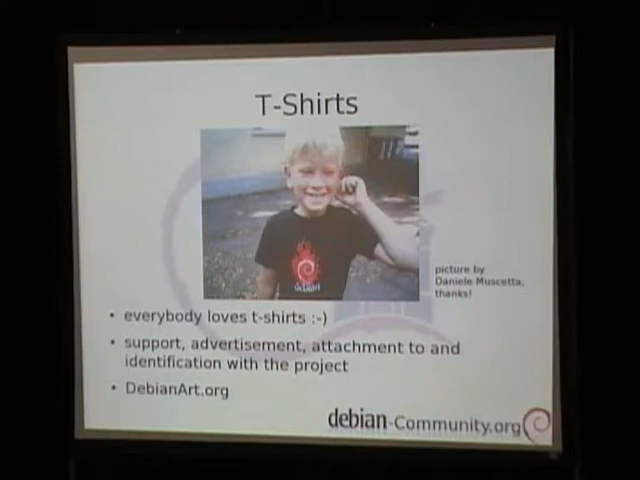 T-Shirts
debian
picture by
Daniele Muscetta,
thanks!
• everybody loves t-shirts :-)
• support, advertisement, attachment to and
identification with the project
• DebianArt.org
debian-Community.org